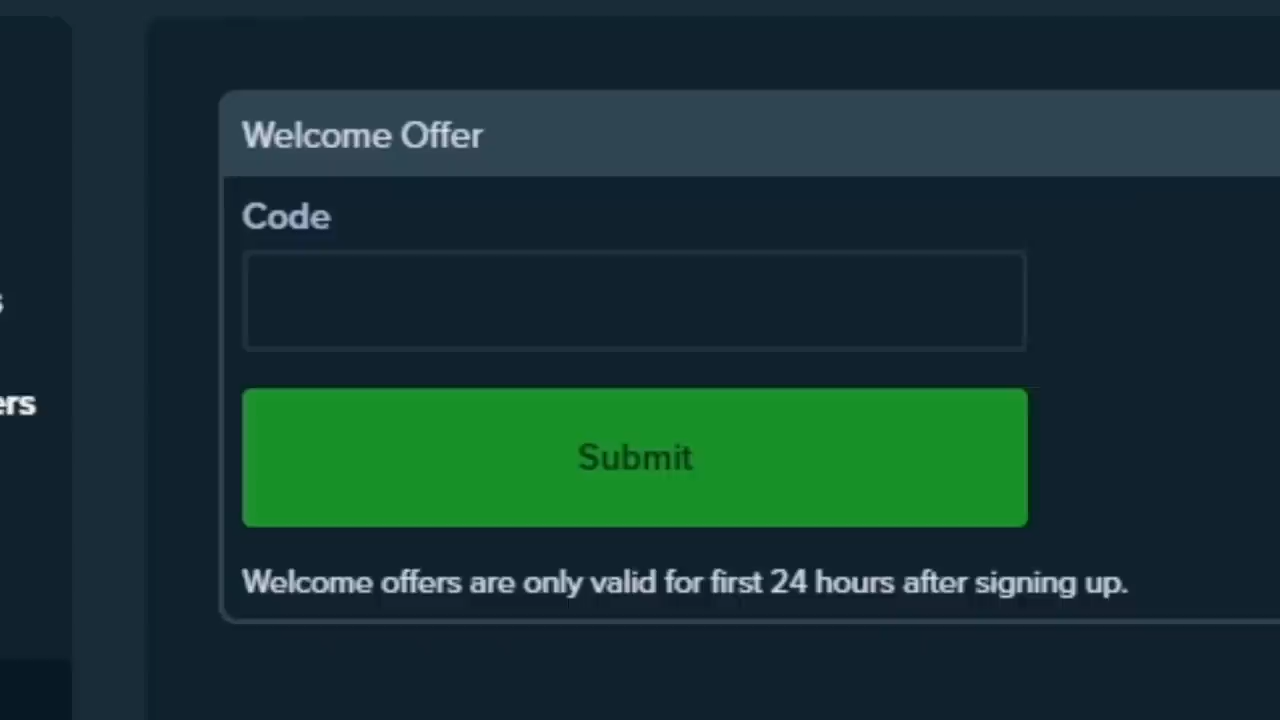 Welcome Offer
Code
Submit
Welcome offers are only valid for first 24 hours after signing up.